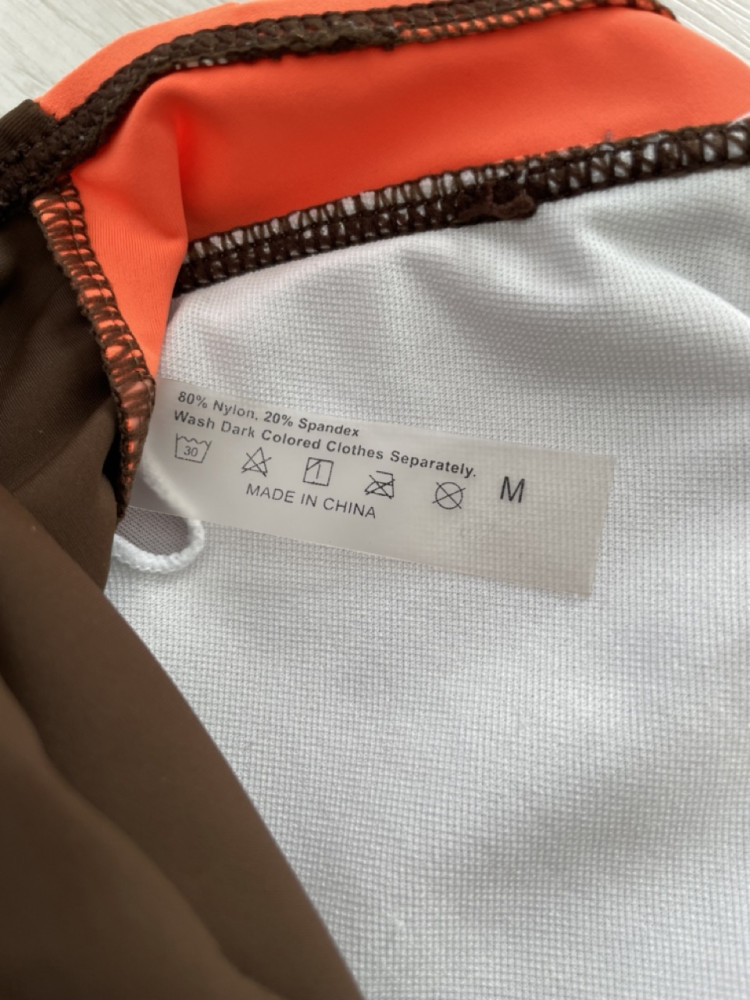 80% Nylon, 20% Spandex
Wash Dark Colored Clothes Separately.
30
M
MADE IN CHINA